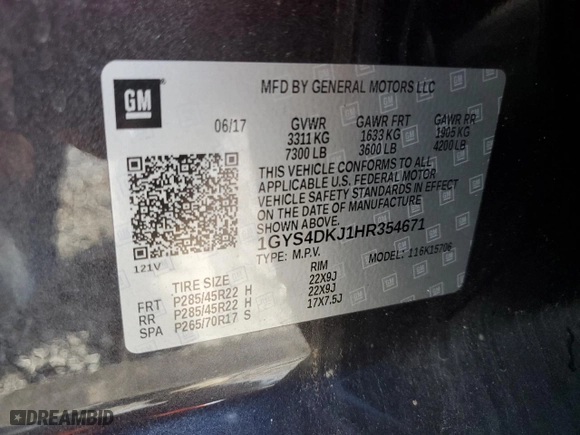 GM
MFD BY GENERAL MOTORS LLC
06/17 GVWR GAWR FRT GAWR RR
3311 KG 1633 KG 1905 KG
7300 LB 3600 LB 4200 LB
THIS VEHICLE CONFORMS TO ALL
APPLICABLE U.S. FEDERAL MOTOR
VEHICLE SAFETY STANDARDS IN EFFECT
ON THE DATE OF MANUFACTURE
SHOWN ABOVE.
1GYS4DKJ1HR354671
TYPE: M.P.V. MODEL: 116K15706
121V
TIRE SIZE RIM
FRT P285/45R22 H 22X9J
RR P285/45R22 H 22X9J
SPA P265/70R17 S 17X7.5J
DREAMBID